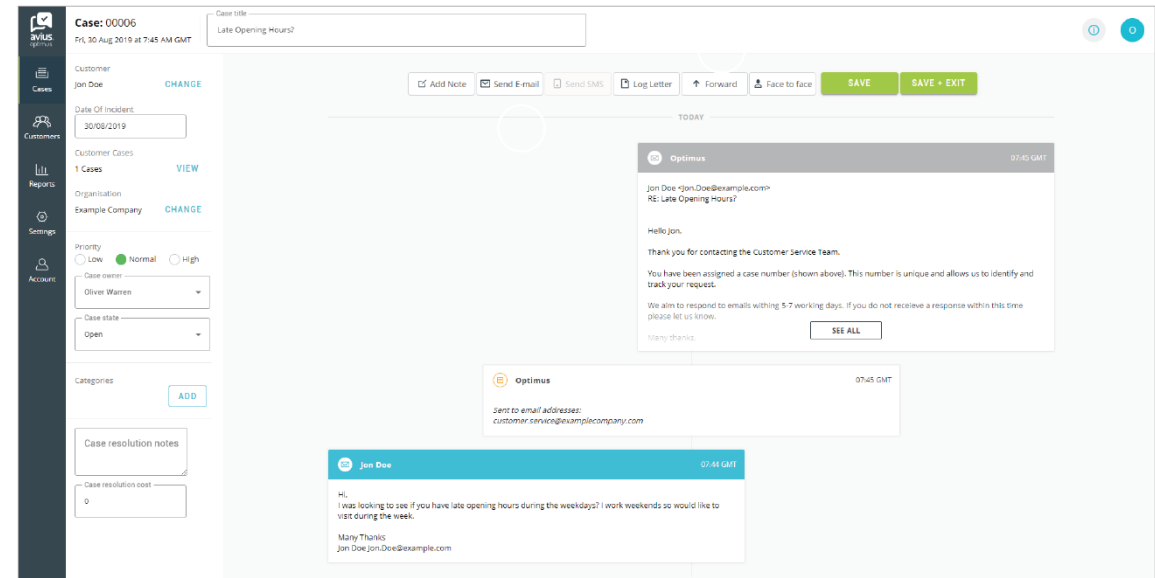 avius
optimus
Case: 00006
Fri, 30 Aug 2019 at 7:45 AM GMT
Case title
Late Opening Hours?
O
Cases
Customers
Reports
Settings
Account
Customer
Jon Doe CHANGE
Date Of Incident
30/08/2019
Customer Cases
1 Cases VIEW
Organisation
Example Company CHANGE
Priority
Low Normal High
Case owner
Oliver Warren
Case state
Open
Categories
ADD
Case resolution notes
Case resolution cost
0
Add Note Send E-mail Send SMS Log Letter Forward Face to face SAVE SAVE + EXIT
TODAY
Optimus 07:45 GMT
Jon Doe <Jon.Doe@example.com>
RE: Late Opening Hours?
Hello Jon,
Thank you for contacting the Customer Service Team.
You have been assigned a case number (shown above). This number is unique and allows us to identify and
track your request.
We aim to respond to emails withing 5-7 working days. If you do not receieve a response within this time
please let us know.
Many thanks,
SEE ALL
Optimus 07:45 GMT
Sent to email addresses:
customer.service@examplecompany.com
Jon Doe 07:44 GMT
Hi,
I was looking to see if you have late opening hours during the weekdays? I work weekends so would like to
visit during the week.
Many Thanks
Jon Doe Jon.Doe@example.com